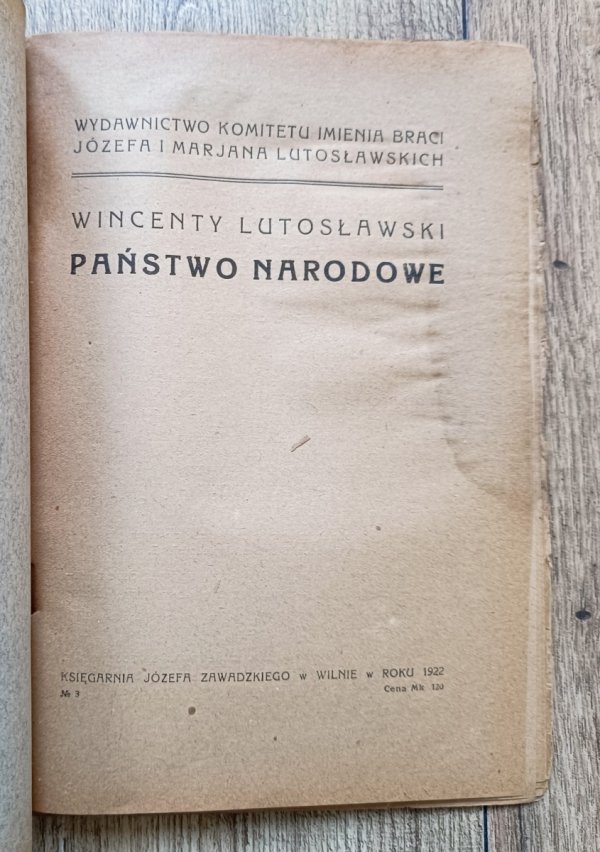 WYDAWNICTWO KOMITETU IMIENIA BRACI
JÓZEFA I MARJANA LUTOSŁAWSKICH
WINCENTY LUTOSŁAWSKI
PAŃSTWO NARODOWE
KSIĘGARNIA JÓZEFA ZAWADZKIEGO w WILNIE w ROKU 1922
№ 3 Cena Mk 120